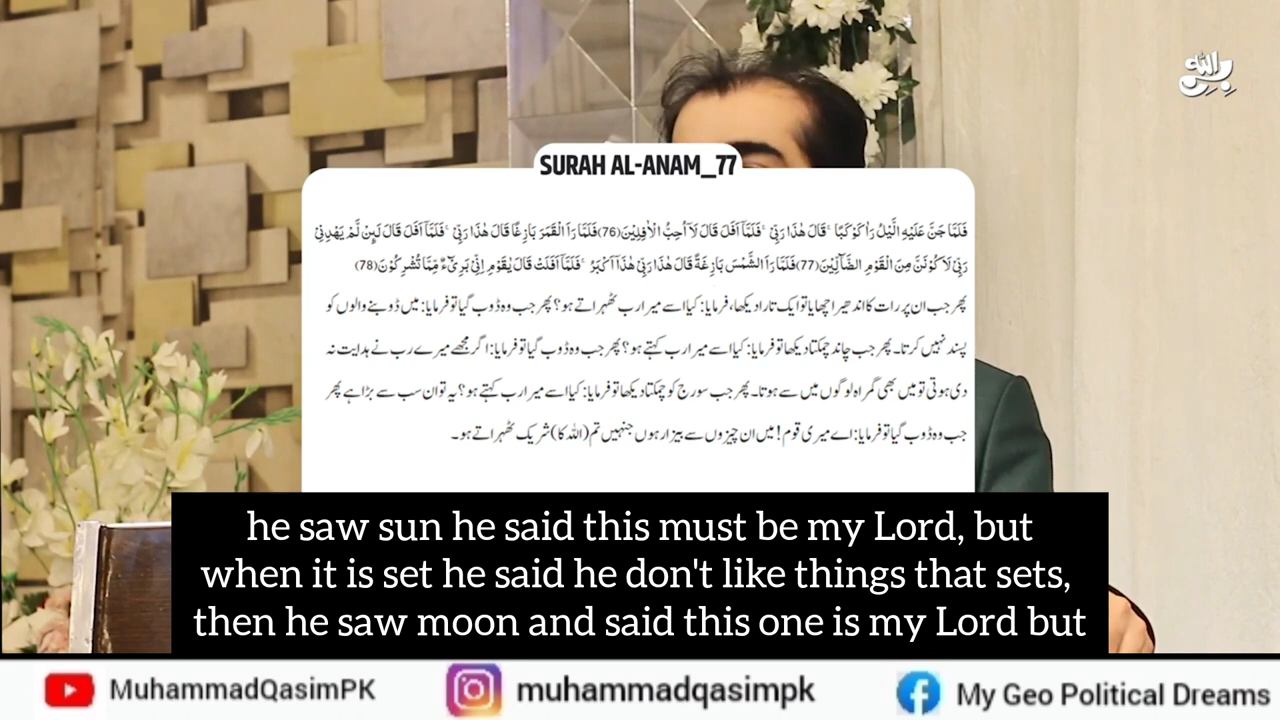 بسم الله
SURAH AL-ANAM_77
فَلَمَّا جَنَّ عَلَيْهِ الَّيْلُ رَاٰ كَوْكَبًا ۚ قَالَ هٰذَا رَبِّیْ ۚ فَلَمَّاۤ اَفَلَ قَالَ لَاۤ اُحِبُّ الْاٰفِلِيْنَ(76)فَلَمَّا رَاَ الْقَمَرَ بَازِغًا قَالَ هٰذَا رَبِّیْ ۚ فَلَمَّاۤ اَفَلَ قَالَ لَىِٕنْ لَّمْ يَهْدِنِیْ
رَبِّیْ لَاَكُوْنَنَّ مِنَ الْقَوْمِ الضَّآلِّيْنَ(77)فَلَمَّا رَاَ الشَّمْسَ بَازِغَةً قَالَ هٰذَا رَبِّیْ هٰذَاۤ اَكْبَرُ ۚ فَلَمَّاۤ اَفَلَتْ قَالَ يٰقَوْمِ اِنِّیْ بَرِیْٓءٌ مِّمَّا تُشْرِكُوْنَ(78)
پھر جب ان پر رات کا اندھیرا چھایا تو ایک تارا دیکھا، فرمایا: کیا اسے میرا رب ٹھہراتے ہو؟ پھر جب وہ ڈوب گیا تو فرمایا: میں ڈوبنے والوں کو
پسند نہیں کرتا۔ پھر جب چاند چمکتا دیکھا تو فرمایا: کیا اسے میرا رب کہتے ہو؟ پھر جب وہ ڈوب گیا تو فرمایا: اگر مجھے میرے رب نے ہدایت نہ
دی ہوتی تو میں بھی گمراہ لوگوں میں سے ہوتا۔ پھر جب سورج کو چمکتا دیکھا تو فرمایا: کیا اسے میرا رب کہتے ہو؟ یہ تو ان سب سے بڑا ہے پھر
جب وہ ڈوب گیا تو فرمایا: اے میری قوم! میں ان چیزوں سے بیزار ہوں جنہیں تم (اللہ کا) شریک ٹھہراتے ہو۔
he saw sun he said this must be my Lord, but
when it is set he said he don't like things that sets,
then he saw moon and said this one is my Lord but
MuhammadQasimPK
muhammadqasimpk
My Geo Political Dreams